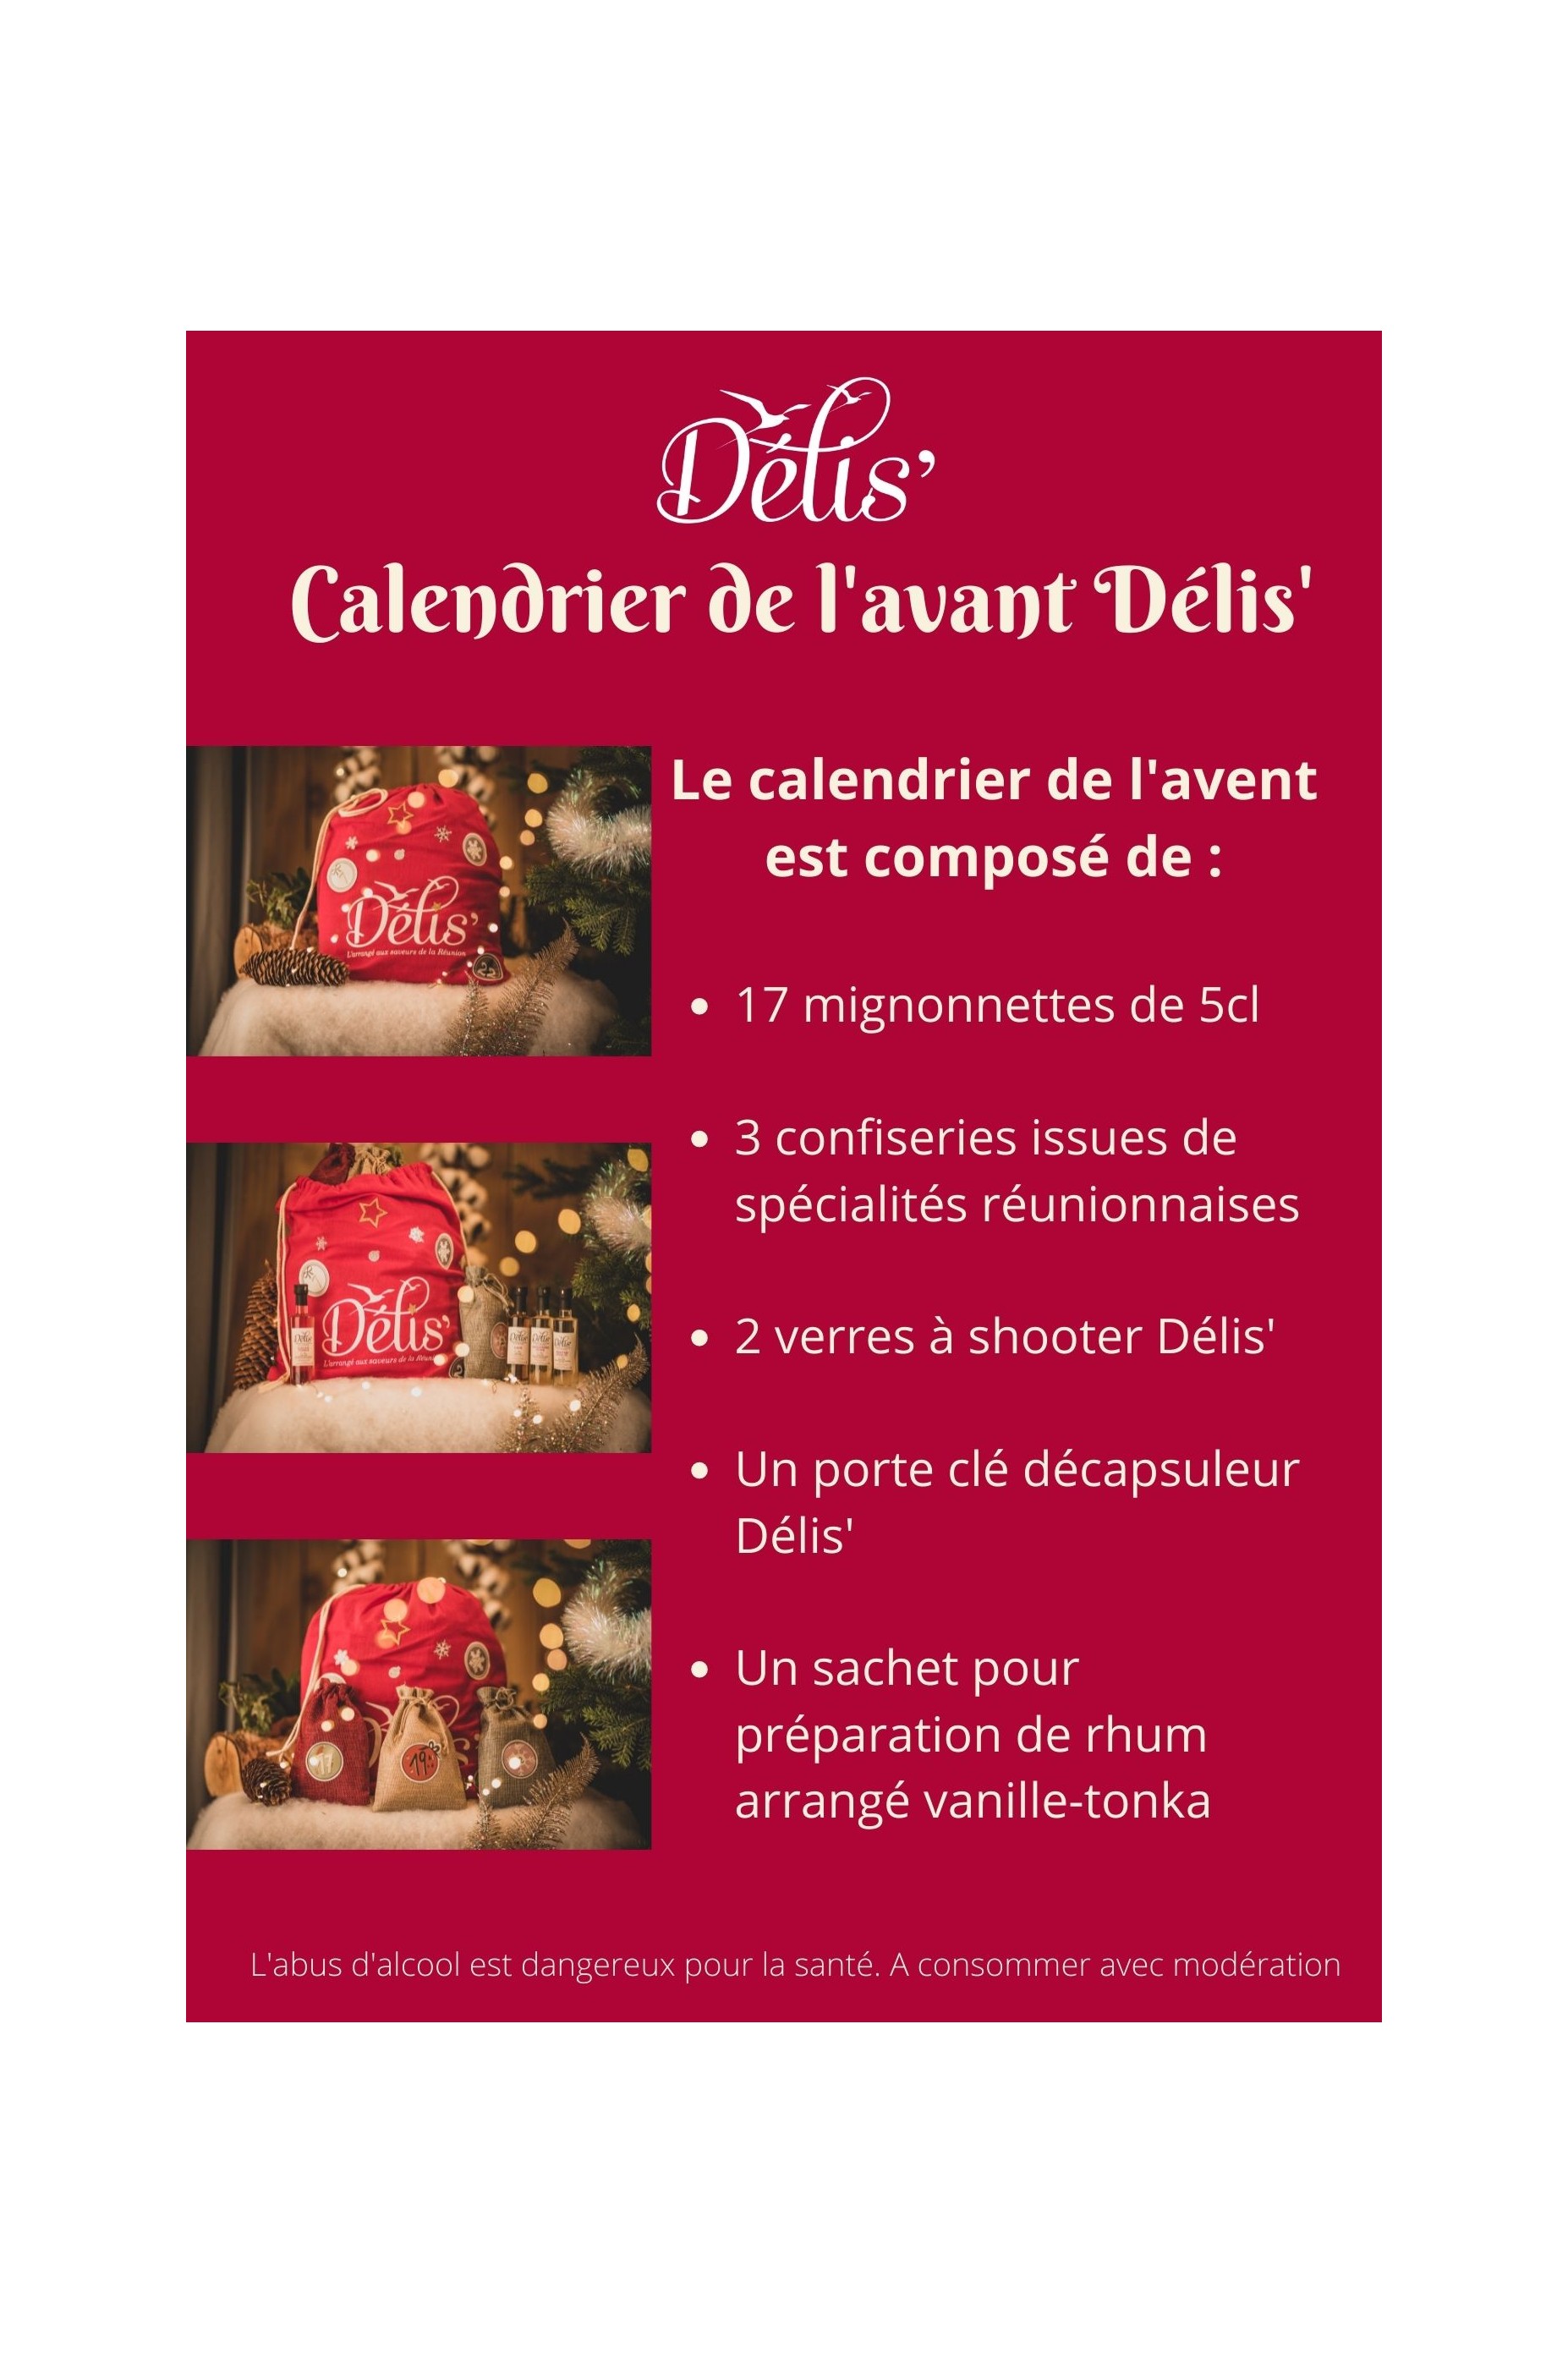 Délis'
Calendrier de l'avant Délis'
Le calendrier de l'avent
est composé de :
Délis'
L'arrangé aux saveurs de la Réunion
• 17 mignonnettes de 5cl
• 3 confiseries issues de
spécialités réunionnaises
Délis'
L'arrangé aux saveurs de la Réunion
• 2 verres à shooter Délis'
• Un porte clé décapsuleur
Délis'
17
19
• Un sachet pour
préparation de rhum
arrangé vanille-tonka
L'abus d'alcool est dangereux pour la santé. A consommer avec modération